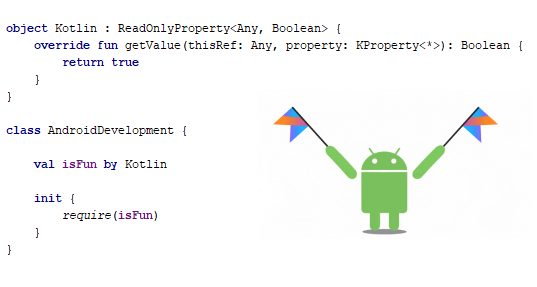 object Kotlin : ReadOnlyProperty<Any, Boolean> {
    override fun getValue(thisRef: Any, property: KProperty<*>): Boolean {
        return true
    }
}
class AndroidDevelopment {
    val isFun by Kotlin
    init {
        require(isFun)
    }
}